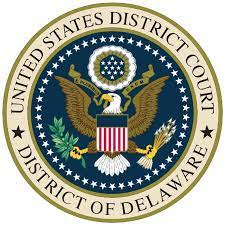 UNITED STATES DISTRICT COURT
DISTRICT OF DELAWARE